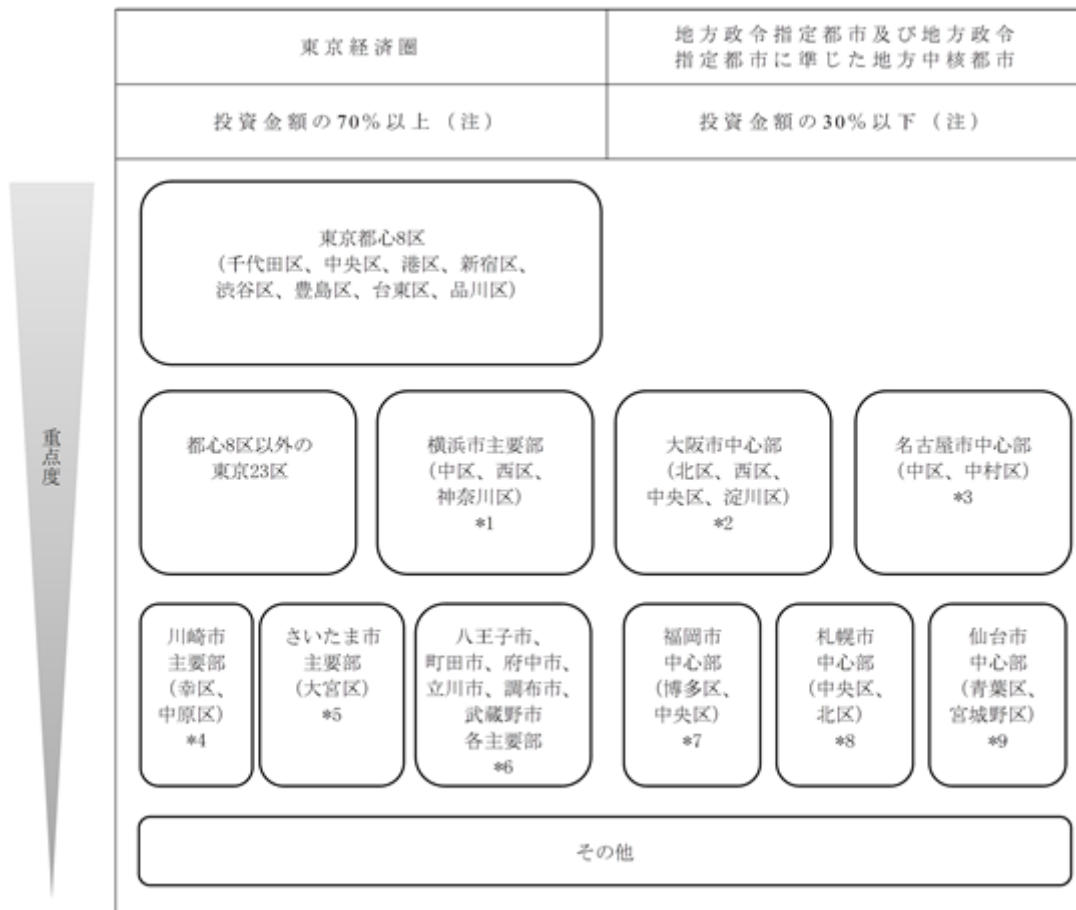 東京経済圏
地方政令指定都市及び地方政令
指定都市に準じた地方中核都市
投資金額の70%以上（注）
投資金額の30%以下（注）
重点度
東京都心8区
（千代田区、中央区、港区、新宿区、
渋谷区、豊島区、台東区、品川区）
都心8区以外の
東京23区
横浜市主要部
（中区、西区、
神奈川区）
*1
大阪市中心部
（北区、西区、
中央区、淀川区）
*2
名古屋市中心部
（中区、中村区）
*3
川崎市
主要部
（幸区、
中原区）
*4
さいたま市
主要部
（大宮区）
*5
八王子市、
町田市、府中市、
立川市、調布市、
武蔵野市
各主要部
*6
福岡市
中心部
（博多区、
中央区）
*7
札幌市
中心部
（中央区、
北区）
*8
仙台市
中心部
（青葉区、
宮城野区）
*9
その他